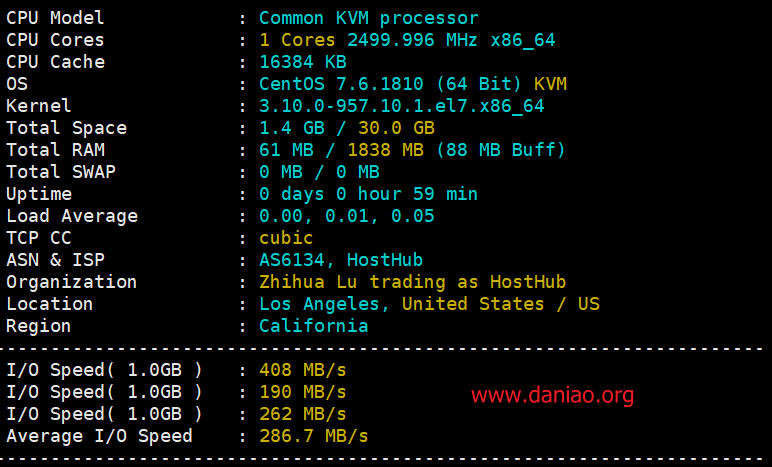 CPU Model : Common KVM processor
CPU Cores : 1 Cores 2499.996 MHz x86_64
CPU Cache : 16384 KB
OS : CentOS 7.6.1810 (64 Bit) KVM
Kernel : 3.10.0-957.10.1.el7.x86_64
Total Space : 1.4 GB / 30.0 GB
Total RAM : 61 MB / 1838 MB (88 MB Buff)
Total SWAP : 0 MB / 0 MB
Uptime : 0 days 0 hour 59 min
Load Average : 0.00, 0.01, 0.05
TCP CC : cubic
ASN & ISP : AS6134, HostHub
Organization : Zhihua Lu trading as HostHub
Location : Los Angeles, United States / US
Region : California
----------------------------------------------------------------------
I/O Speed( 1.0GB ) : 408 MB/s
I/O Speed( 1.0GB ) : 190 MB/s
www.daniao.org
I/O Speed( 1.0GB ) : 262 MB/s
Average I/O Speed : 286.7 MB/s
----------------------------------------------------------------------